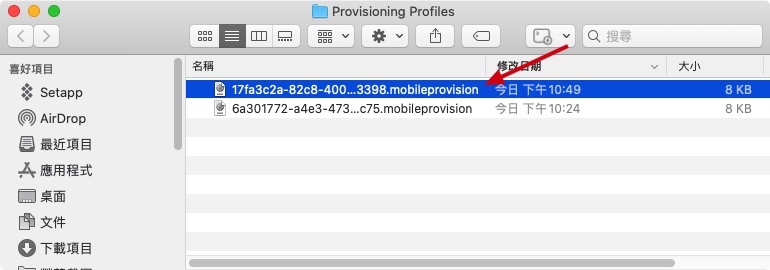 Provisioning Profiles
搜尋
喜好項目
Setapp
AirDrop
最近項目
應用程式
桌面
文件
下載項目
名稱 修改日期 大小
17fa3c2a-82c8-400...3398.mobileprovision 今日 下午10:49 8 KB
6a301772-a4e3-473...c75.mobileprovision 今日 下午10:24 8 KB